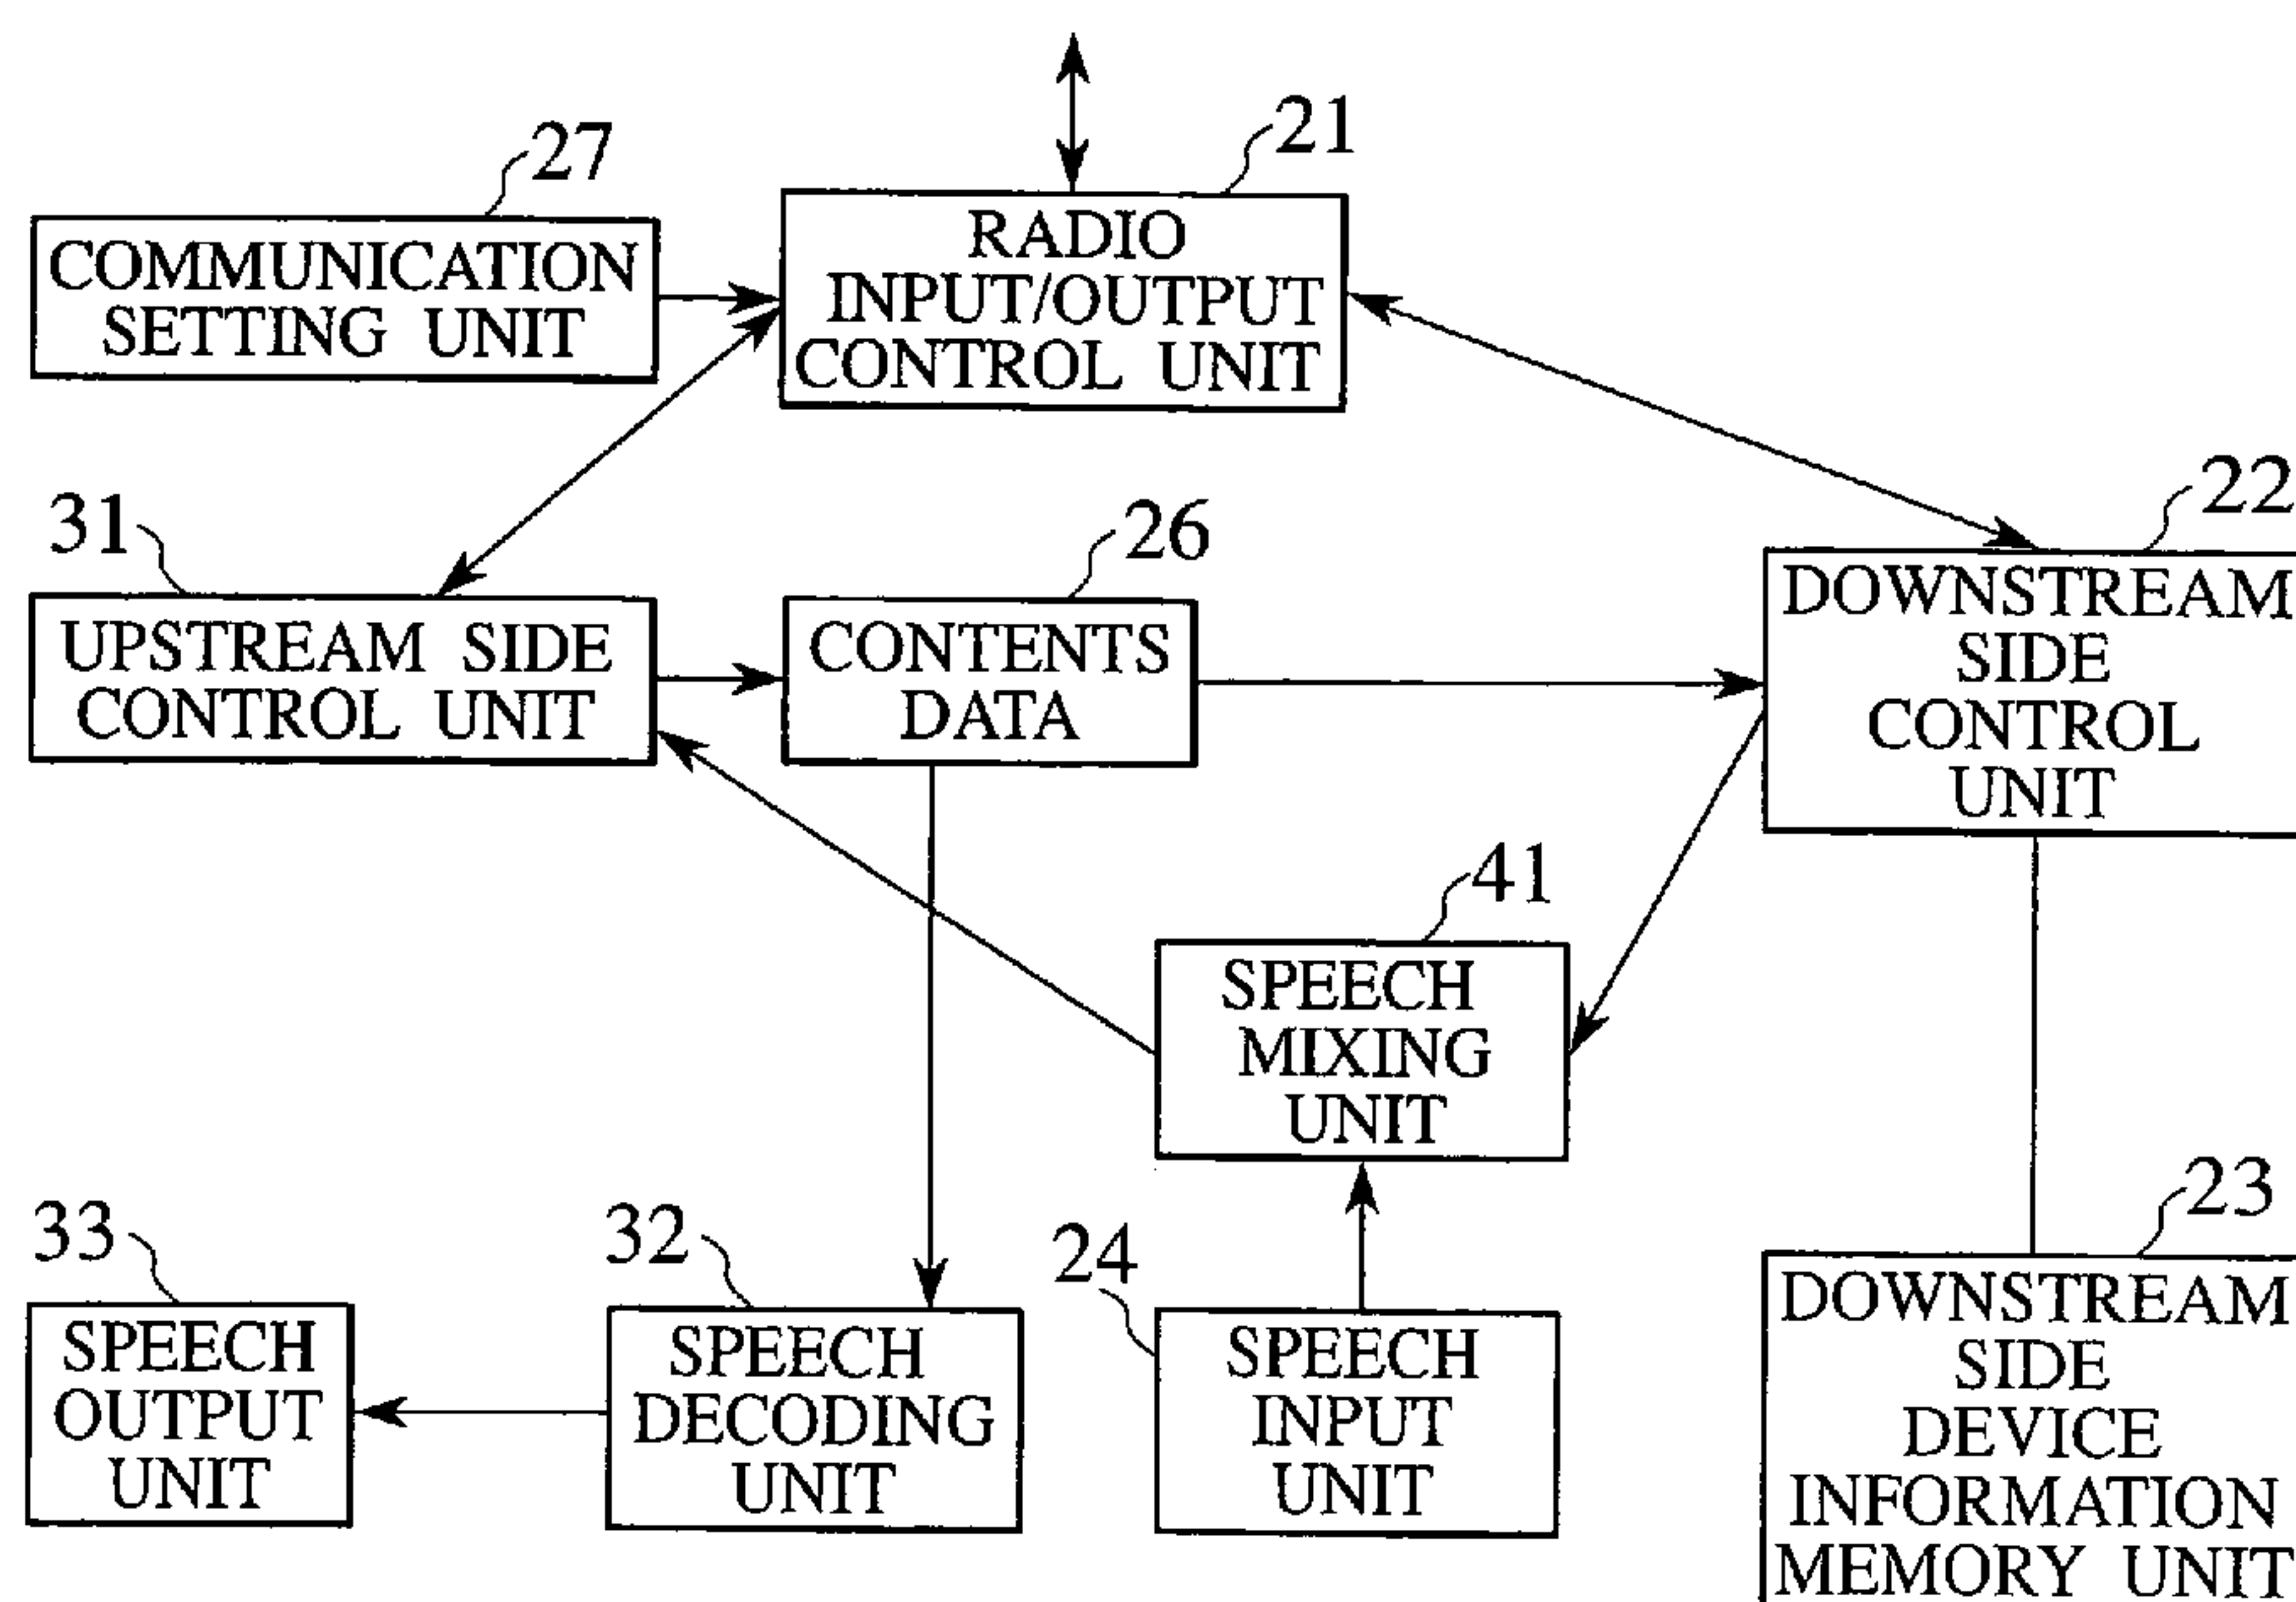 21
27
RADIO
INPUT/OUTPUT
CONTROL UNIT
COMMUNICATION
SETTING UNIT
22
31
26
DOWNSTREAM
SIDE
CONTROL
UNIT
UPSTREAM SIDE
CONTROL UNIT
CONTENTS
DATA
41
SPEECH
MIXING
UNIT
23
33
32
24
DOWNSTREAM
SIDE
DEVICE
INFORMATION
MEMORY UNIT
SPEECH
OUTPUT
UNIT
SPEECH
DECODING
UNIT
SPEECH
INPUT
UNIT